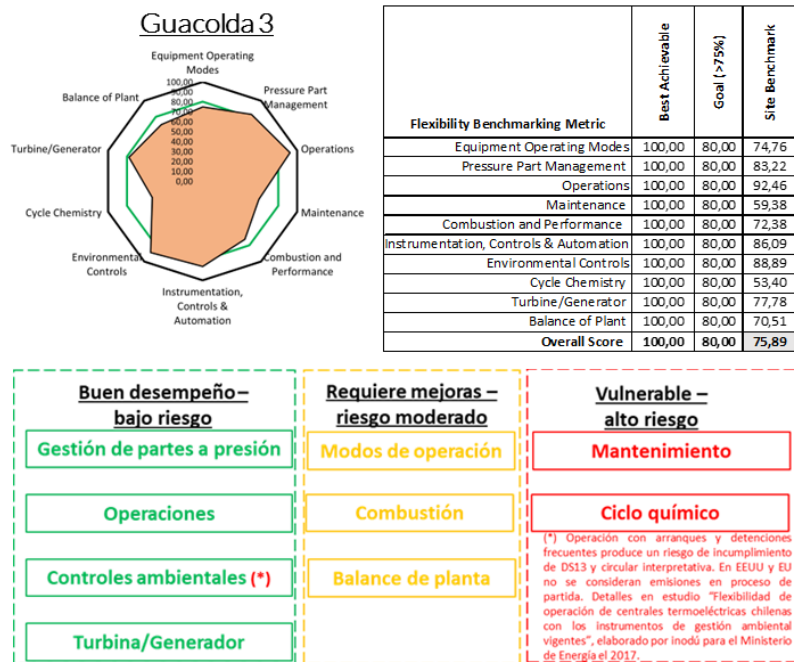 Guacolda 3
Equipment Operating
Modes
Pressure Part
Management
Operations
Maintenance
Combustion and
Performance
Instrumentation,
Controls &
Automation
Environmental
Controls
Cycle Chemistry
Turbine/Generator
Balance of Plant
100,00
90,00
80,00
70,00
60,00
50,00
40,00
30,00
20,00
10,00
0,00
Flexibility Benchmarking Metric Best Achievable Goal (>75%) Site Benchmark
Equipment Operating Modes 100,00 80,00 74,76
Pressure Part Management 100,00 80,00 83,22
Operations 100,00 80,00 92,46
Maintenance 100,00 80,00 59,38
Combustion and Performance 100,00 80,00 72,38
Instrumentation, Controls & Automation 100,00 80,00 86,09
Environmental Controls 100,00 80,00 88,89
Cycle Chemistry 100,00 80,00 53,40
Turbine/Generator 100,00 80,00 77,78
Balance of Plant 100,00 80,00 70,51
Overall Score 100,00 80,00 75,89
Buen desempeño–
bajo riesgo
Gestión de partes a presión
Operaciones
Controles ambientales (*)
Turbina/Generador
Requiere mejoras –
riesgo moderado
Modos de operación
Combustión
Balance de planta
Vulnerable –
alto riesgo
Mantenimiento
Ciclo químico
(*) Operación con arranques y detenciones
frecuentes produce un riesgo de incumplimiento
de DS13 y circular interpretativa. En EEUU y EU
no se consideran emisiones en proceso de
partida. Detalles en estudio "Flexibilidad de
operación de centrales termoeléctricas chilenas
con los instrumentos de gestión ambiental
vigentes", elaborado por inodú para el Ministerio
de Energía el 2017.